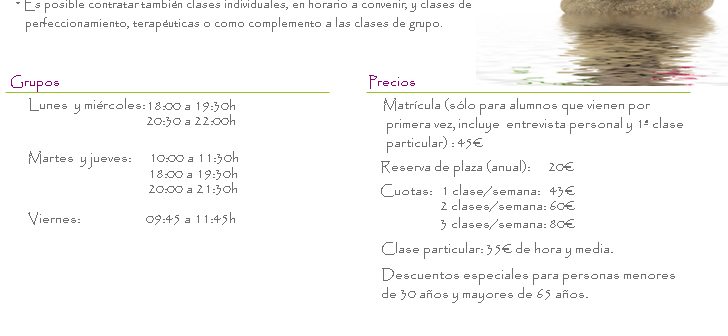 * Es posible contratar también clases individuales, en horario a convenir, y clases de
perfeccionamiento, terapéuticas o como complemento a las clases de grupo.
Grupos
Lunes y miércoles: 18:00 a 19:30h
20:30 a 22:00h
Martes y jueves: 10:00 a 11:30h
18:00 a 19:30h
20:00 a 21:30h
Viernes: 09:45 a 11:45h
Precios
Matrícula (sólo para alumnos que vienen por
primera vez, incluye entrevista personal y 1ª clase
particular) : 45€
Reserva de plaza (anual): 20€
Cuotas: 1 clase/semana: 43€
2 clases/semana: 60€
3 clases/semana: 80€
Clase particular: 35€ de hora y media.
Descuentos especiales para personas menores
de 30 años y mayores de 65 años.